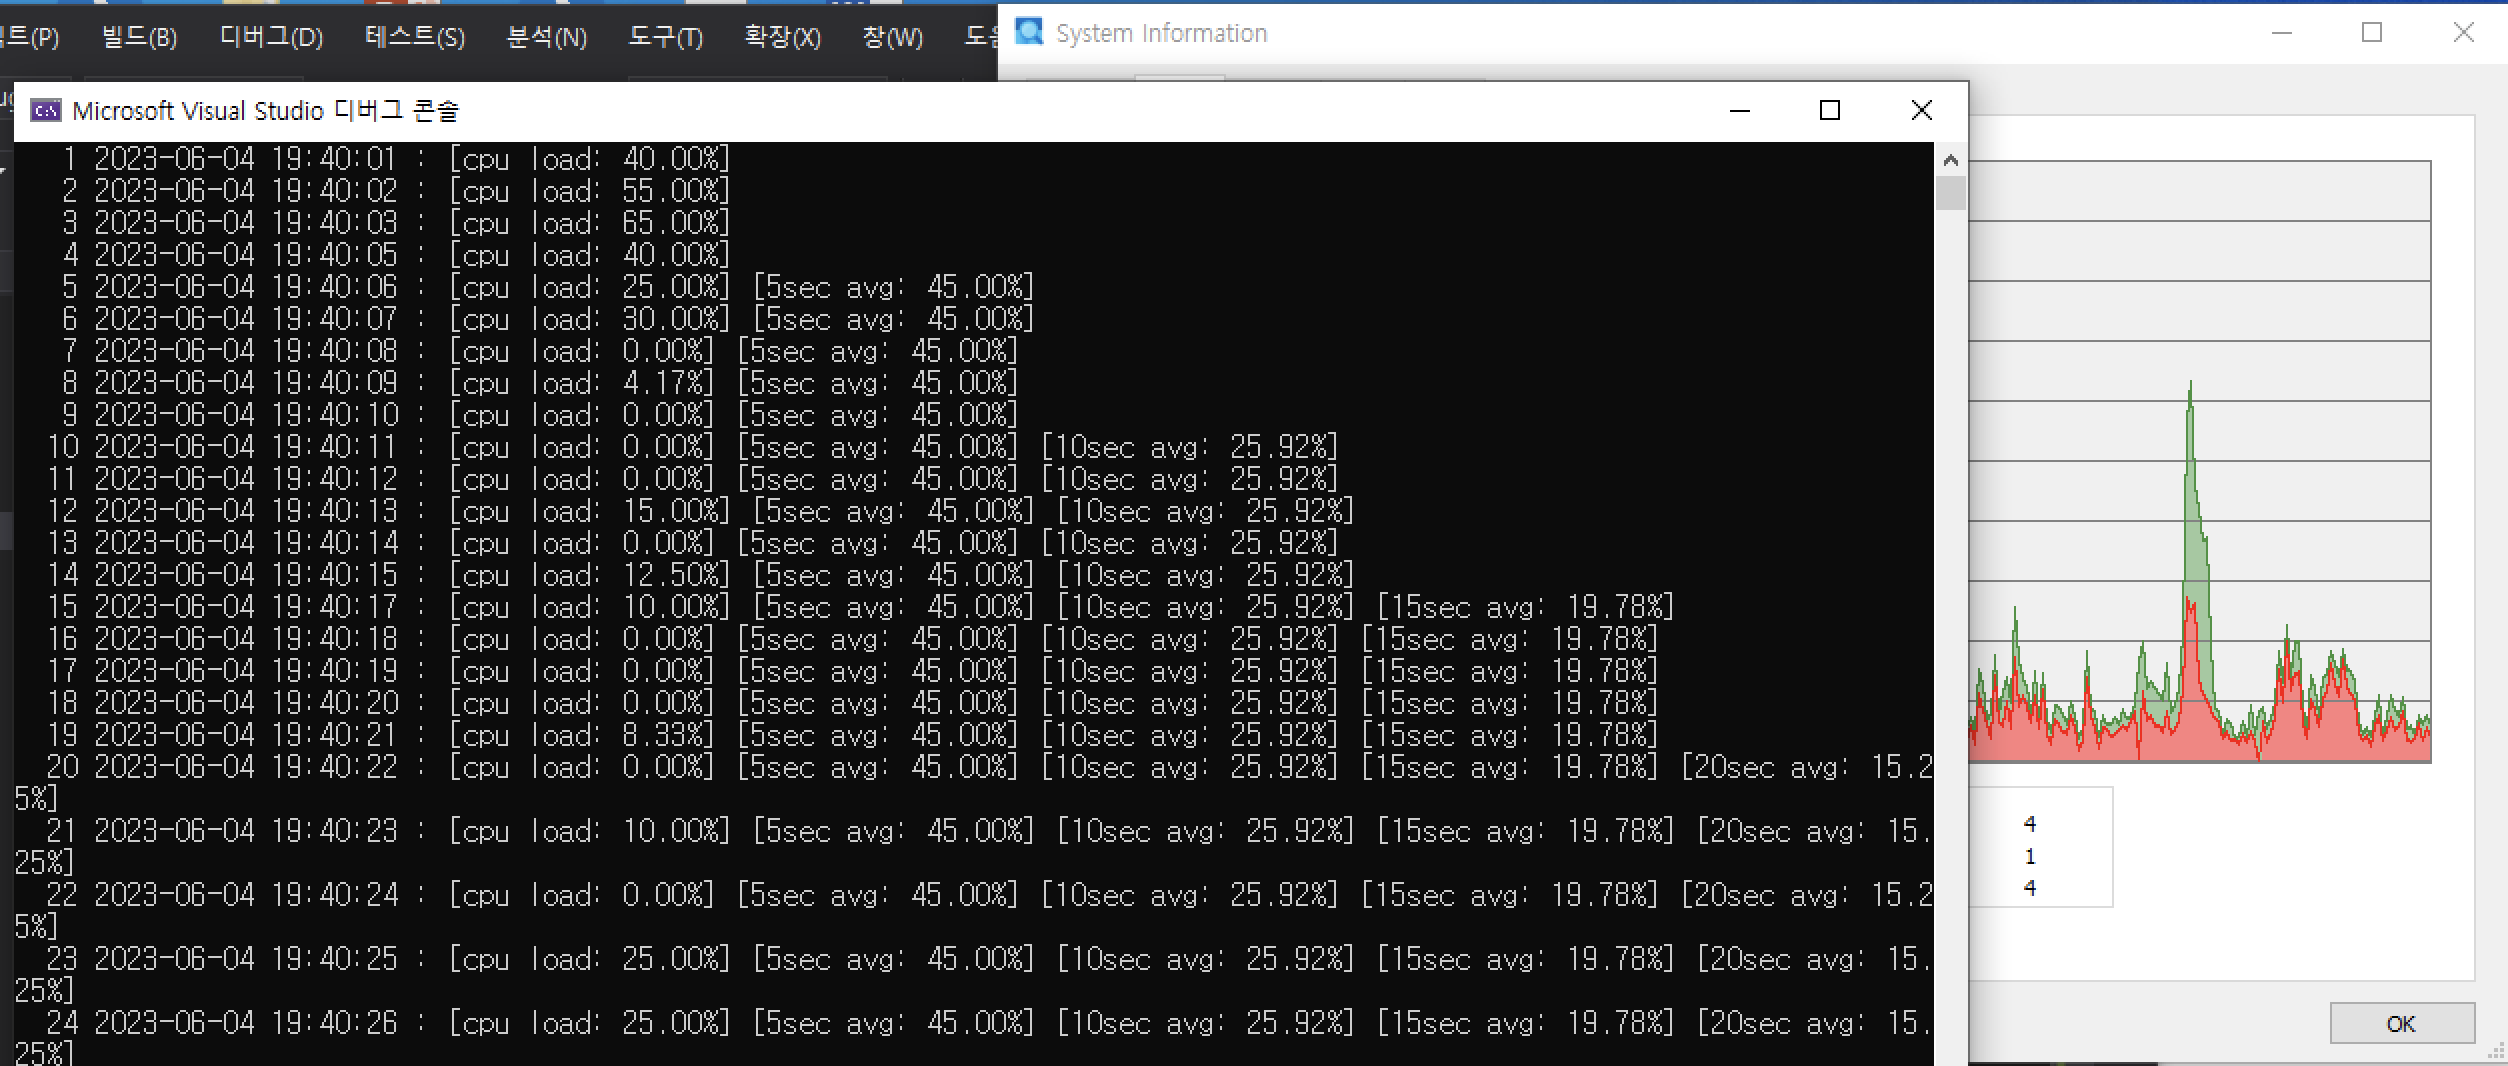 빌드(B) 디버그(D) 테스트(S) 분석(N) 도구(T) 확장(X) 창(W)
System Information
Microsoft Visual Studio 디버그 콘솔
1 2023-06-04 19:40:01 : [cpu load: 40.00%]
2 2023-06-04 19:40:02 : [cpu load: 55.00%]
3 2023-06-04 19:40:03 : [cpu load: 65.00%]
4 2023-06-04 19:40:05 : [cpu load: 40.00%]
5 2023-06-04 19:40:06 : [cpu load: 25.00%] [5sec avg: 45.00%]
6 2023-06-04 19:40:07 : [cpu load: 30.00%] [5sec avg: 45.00%]
7 2023-06-04 19:40:08 : [cpu load: 0.00%] [5sec avg: 45.00%]
8 2023-06-04 19:40:09 : [cpu load: 4.17%] [5sec avg: 45.00%]
9 2023-06-04 19:40:10 : [cpu load: 0.00%] [5sec avg: 45.00%]
10 2023-06-04 19:40:11 : [cpu load: 0.00%] [5sec avg: 45.00%] [10sec avg: 25.92%]
11 2023-06-04 19:40:12 : [cpu load: 0.00%] [5sec avg: 45.00%] [10sec avg: 25.92%]
12 2023-06-04 19:40:13 : [cpu load: 15.00%] [5sec avg: 45.00%] [10sec avg: 25.92%]
13 2023-06-04 19:40:14 : [cpu load: 0.00%] [5sec avg: 45.00%] [10sec avg: 25.92%]
14 2023-06-04 19:40:15 : [cpu load: 12.50%] [5sec avg: 45.00%] [10sec avg: 25.92%]
15 2023-06-04 19:40:17 : [cpu load: 10.00%] [5sec avg: 45.00%] [10sec avg: 25.92%] [15sec avg: 19.78%]
16 2023-06-04 19:40:18 : [cpu load: 0.00%] [5sec avg: 45.00%] [10sec avg: 25.92%] [15sec avg: 19.78%]
17 2023-06-04 19:40:19 : [cpu load: 0.00%] [5sec avg: 45.00%] [10sec avg: 25.92%] [15sec avg: 19.78%]
18 2023-06-04 19:40:20 : [cpu load: 0.00%] [5sec avg: 45.00%] [10sec avg: 25.92%] [15sec avg: 19.78%]
19 2023-06-04 19:40:21 : [cpu load: 8.33%] [5sec avg: 45.00%] [10sec avg: 25.92%] [15sec avg: 19.78%]
20 2023-06-04 19:40:22 : [cpu load: 0.00%] [5sec avg: 45.00%] [10sec avg: 25.92%] [15sec avg: 19.78%] [20sec avg: 15.2
5%]
21 2023-06-04 19:40:23 : [cpu load: 10.00%] [5sec avg: 45.00%] [10sec avg: 25.92%] [15sec avg: 19.78%] [20sec avg: 15.
25%]
22 2023-06-04 19:40:24 : [cpu load: 0.00%] [5sec avg: 45.00%] [10sec avg: 25.92%] [15sec avg: 19.78%] [20sec avg: 15.2
5%]
23 2023-06-04 19:40:25 : [cpu load: 25.00%] [5sec avg: 45.00%] [10sec avg: 25.92%] [15sec avg: 19.78%] [20sec avg: 15.
25%]
24 2023-06-04 19:40:26 : [cpu load: 25.00%] [5sec avg: 45.00%] [10sec avg: 25.92%] [15sec avg: 19.78%] [20sec avg: 15.
25%]
4
1
4
OK